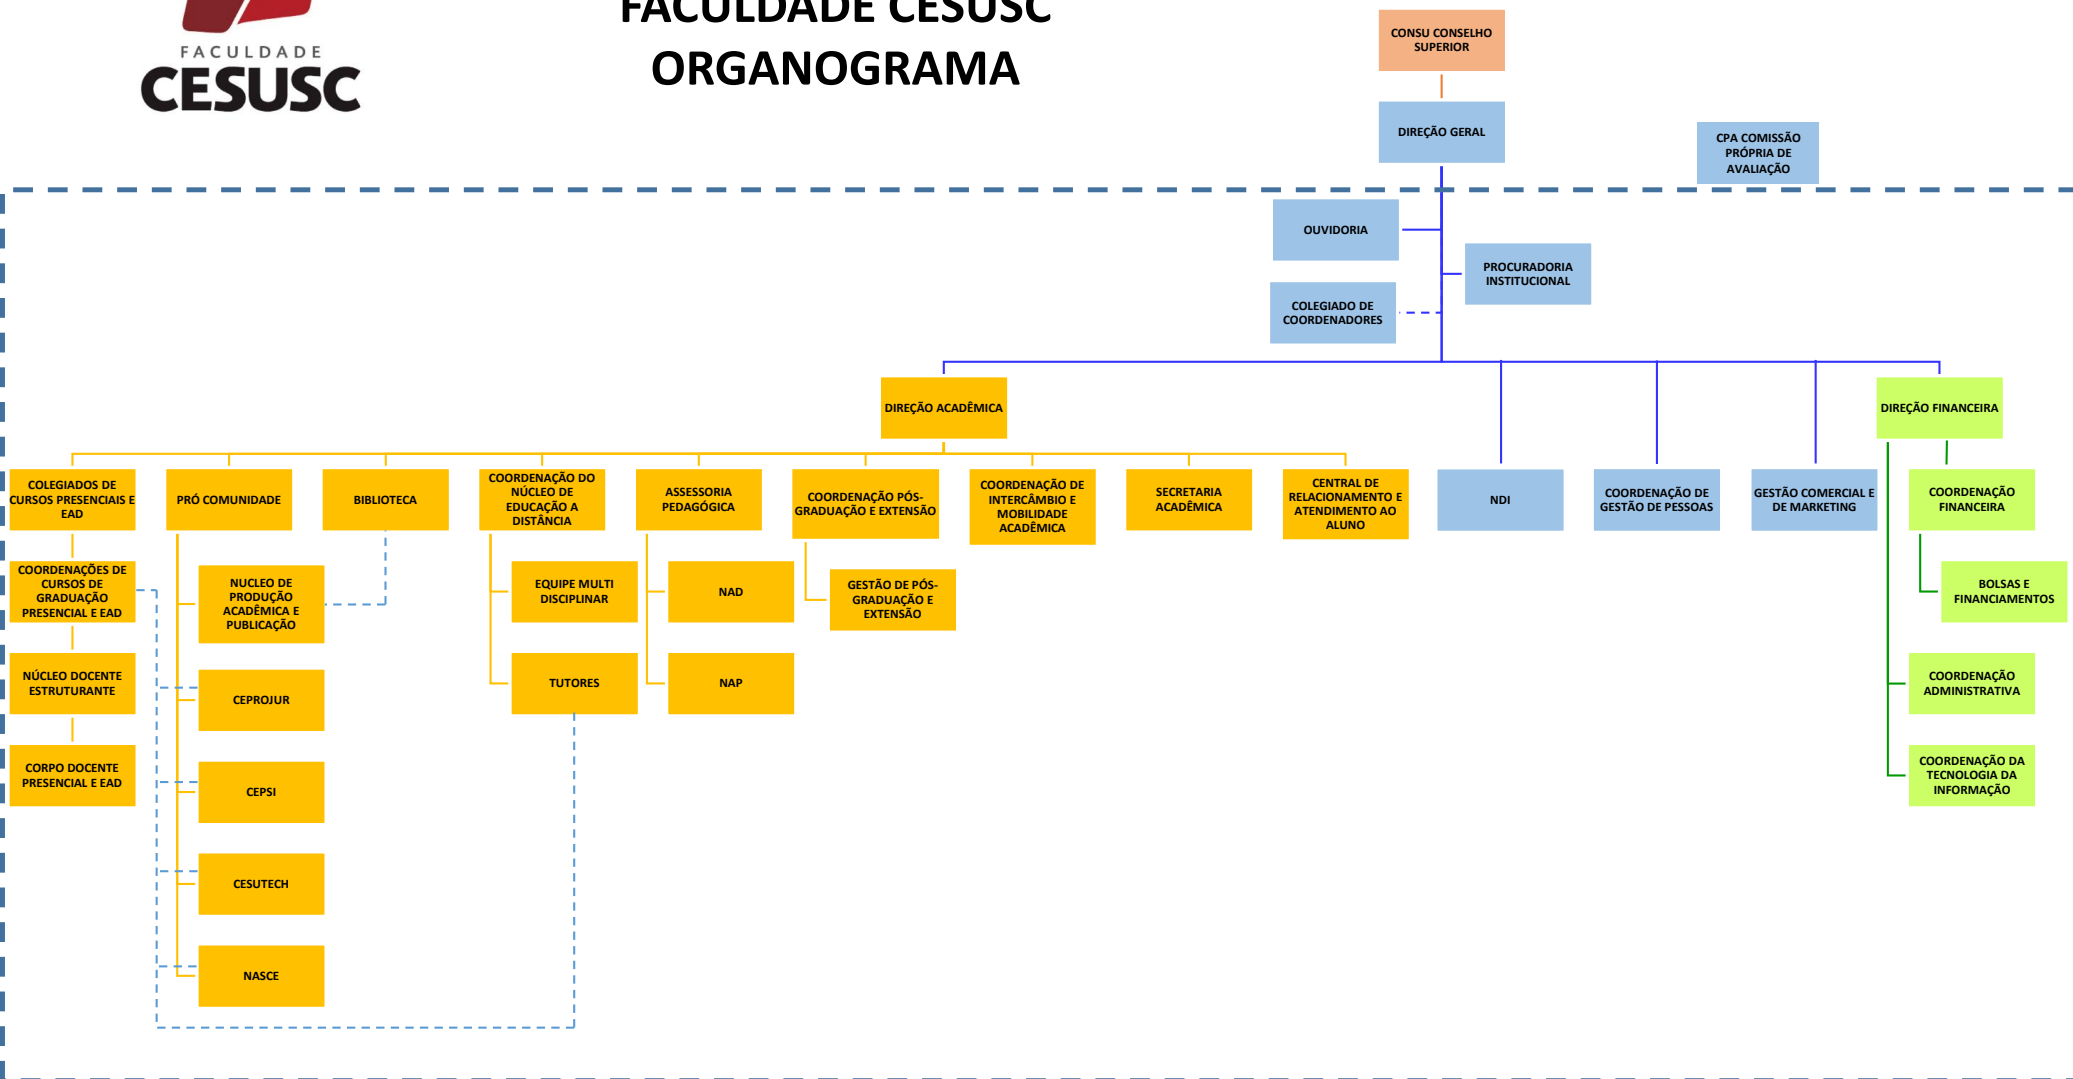 FACULDADE CESUSC
ORGANOGRAMA
FACULDADE
CESUSC
CONSU CONSELHO
SUPERIOR
DIREÇÃO GERAL
CPA COMISSÃO
PRÓPRIA DE
AVALIAÇÃO
OUVIDORIA
PROCURADORIA
INSTITUCIONAL
COLEGIADO DE
COORDENADORES
DIREÇÃO ACADÊMICA
DIREÇÃO FINANCEIRA
COLEGIADOS DE
CURSOS PRESENCIAIS E
EAD
PRÓ COMUNIDADE
BIBLIOTECA
COORDENAÇÃO DO
NÚCLEO DE
EDUCAÇÃO A
DISTÂNCIA
ASSESSORIA
PEDAGÓGICA
COORDENAÇÃO PÓS-
GRADUAÇÃO E EXTENSÃO
COORDENAÇÃO DE
INTERCÂMBIO E
MOBILIDADE
ACADÊMICA
SECRETARIA
ACADÊMICA
CENTRAL DE
RELACIONAMENTO E
ATENDIMENTO AO
ALUNO
NDI
COORDENAÇÃO DE
GESTÃO DE PESSOAS
GESTÃO COMERCIAL E
DE MARKETING
COORDENAÇÃO
FINANCEIRA
COORDENAÇÕES DE
CURSOS DE
GRADUAÇÃO
PRESENCIAL E EAD
NUCLEO DE
PRODUÇÃO
ACADÊMICA E
PUBLICAÇÃO
EQUIPE MULTI
DISCIPLINAR
NAD
GESTÃO DE PÓS-
GRADUAÇÃO E
EXTENSÃO
BOLSAS E
FINANCIAMENTOS
NÚCLEO DOCENTE
ESTRUTURANTE
CEPROJUR
TUTORES
NAP
COORDENAÇÃO
ADMINISTRATIVA
CORPO DOCENTE
PRESENCIAL E EAD
CEPSI
COORDENAÇÃO DA
TECNOLOGIA DA
INFORMAÇÃO
CESUTECH
NASCE